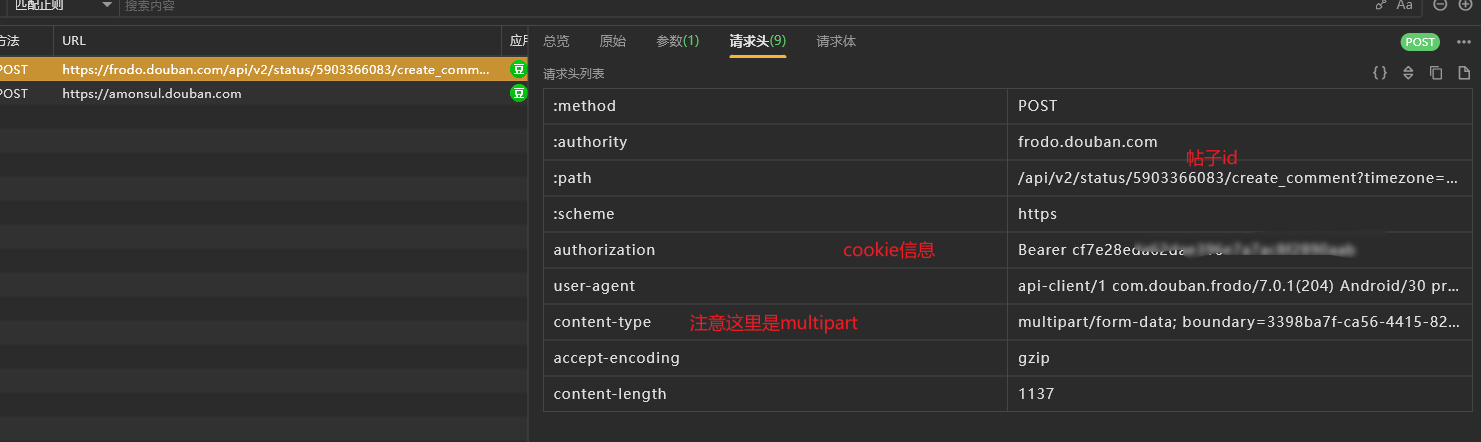 匹配正则 搜索内容 Aa
方法 URL 应用
POST https://frodo.douban.com/api/v2/status/5903366083/create_comm... 豆
POST https://amonsul.douban.com 豆
总览 原始 参数(1) 请求头(9) 请求体 POST
请求头列表
:method POST
:authority frodo.douban.com
帖子id
:path /api/v2/status/5903366083/create_comment?timezone=...
:scheme https
authorization cookie信息 Bearer
user-agent api-client/1 com.douban.frodo/7.0.1(204) Android/30 pr...
content-type 注意这里是multipart multipart/form-data; boundary=3398ba7f-ca56-4415-82...
accept-encoding gzip
content-length 1137